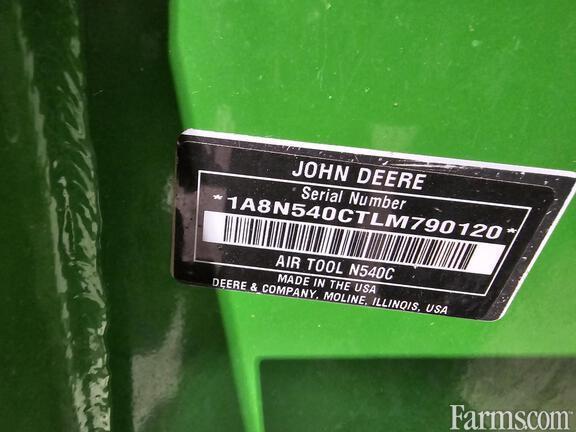 JOHN DEERE
Serial Number
*1A8N540CTLM790120*
AIR TOOL N540C
MADE IN THE USA
DEERE & COMPANY, MOLINE, ILLINOIS, USA
Farms.com